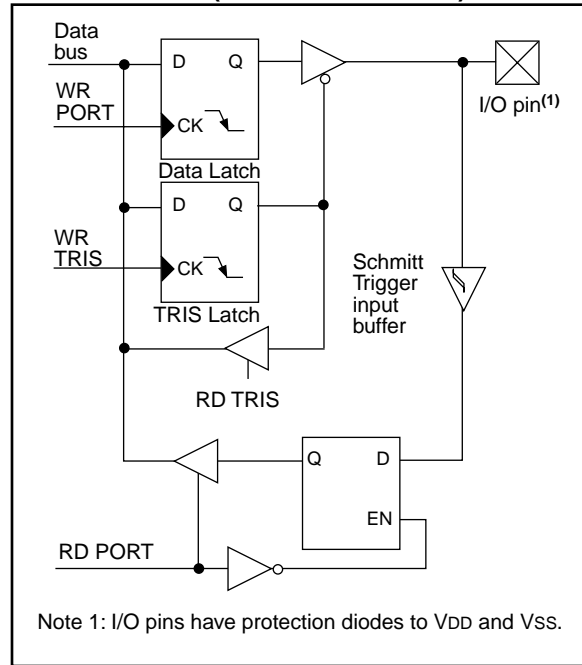 Data
bus
D Q
WR
PORT
CK
I/O pin(1)
Data Latch
D Q
WR
TRIS
CK
TRIS Latch
Schmitt
Trigger
input
buffer
RD TRIS
Q D
EN
RD PORT
Note 1: I/O pins have protection diodes to VDD and VSS.